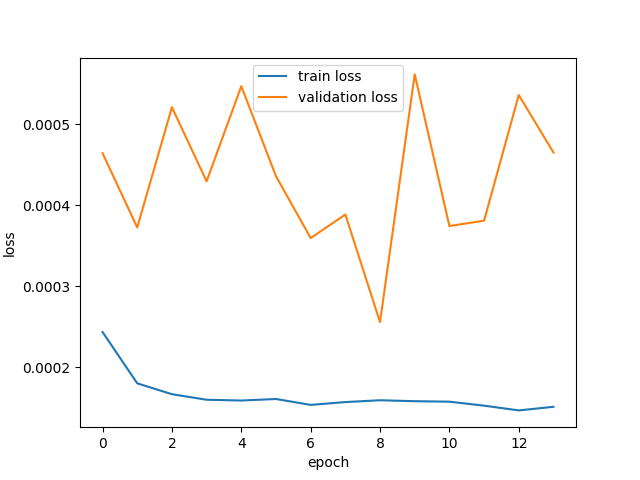 train loss
validation loss
0.0005
0.0004
0.0003
0.0002
loss
0 2 4 6 8 10 12
epoch